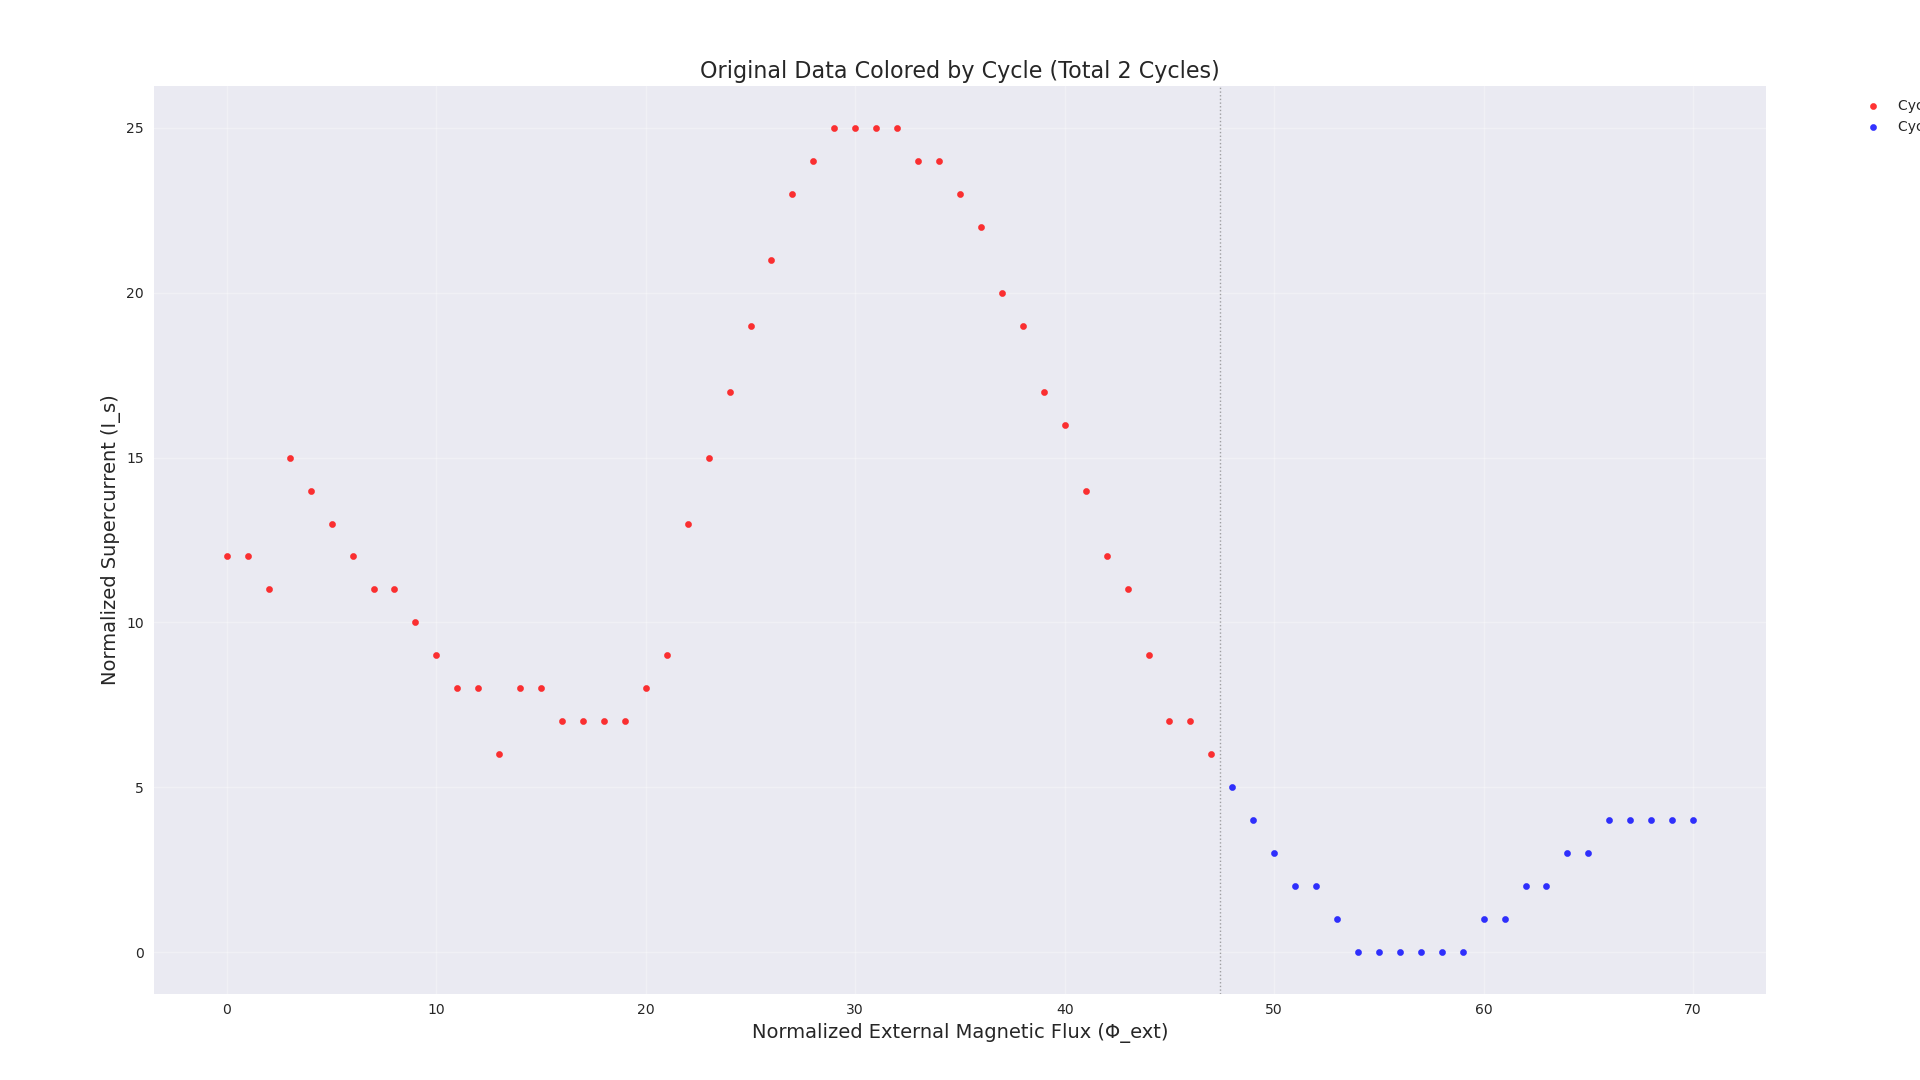 Original Data Colored by Cycle (Total 2 Cycles)
25
20
15
10
5
0
Normalized Supercurrent (I_s)
0 10 20 30 40 50 60 70
Normalized External Magnetic Flux (Φ_ext)
Cyc
Cyc